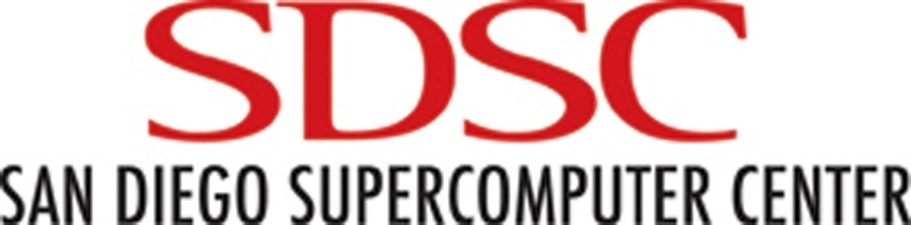 SDSC
SAN DIEGO SUPERCOMPUTER CENTER